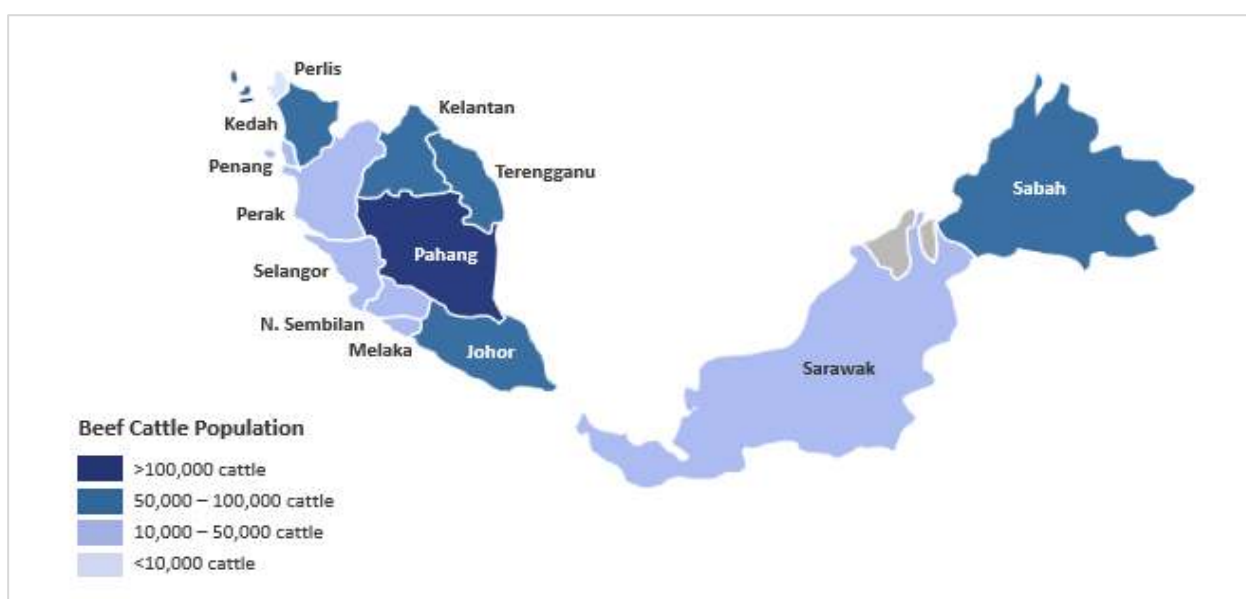 Perlis
Kelantan
Kedah
Penang
Terengganu
Sabah
Perak
Pahang
Selangor
N. Sembilan
Melaka
Johor
Sarawak
Beef Cattle Population
>100,000 cattle
50,000 – 100,000 cattle
10,000 – 50,000 cattle
<10,000 cattle